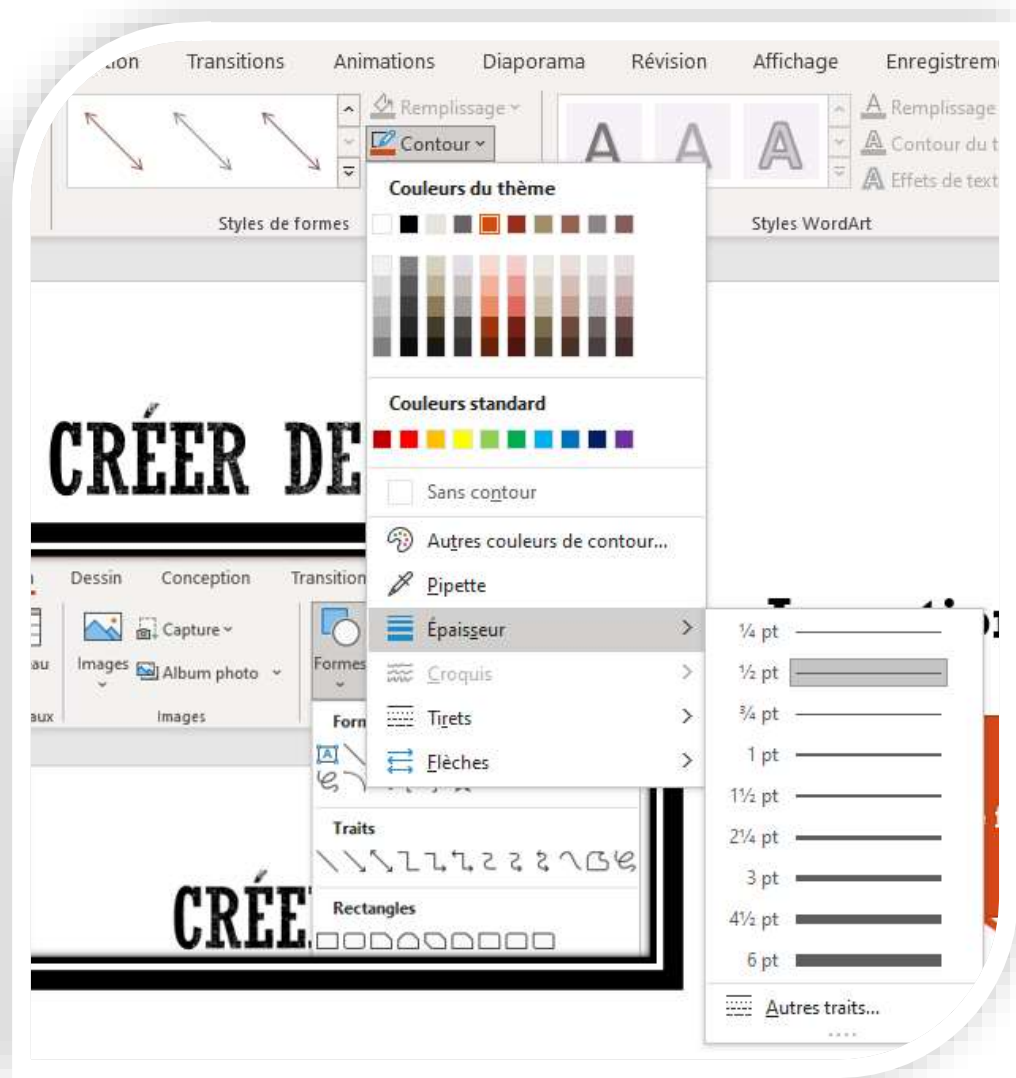 Transitions Animations Diaporama Révision Affichage
Remplissage Remplissage
Contour Contour du
A A A
Effets de
Styles de formes Styles WordArt
Couleurs du thème
Couleurs standard
CRÉER DE
Sans contour
Autres couleurs de contour...
Dessin Conception
Pipette
Capture
Épaisseur
Images Album photo Formes
Croquis
Images
Tirets
Flèches
Traits
Rectangles
¼ pt
½ pt
¾ pt
1 pt
1½ pt
2¼ pt
3 pt
4½ pt
6 pt
Autres traits...